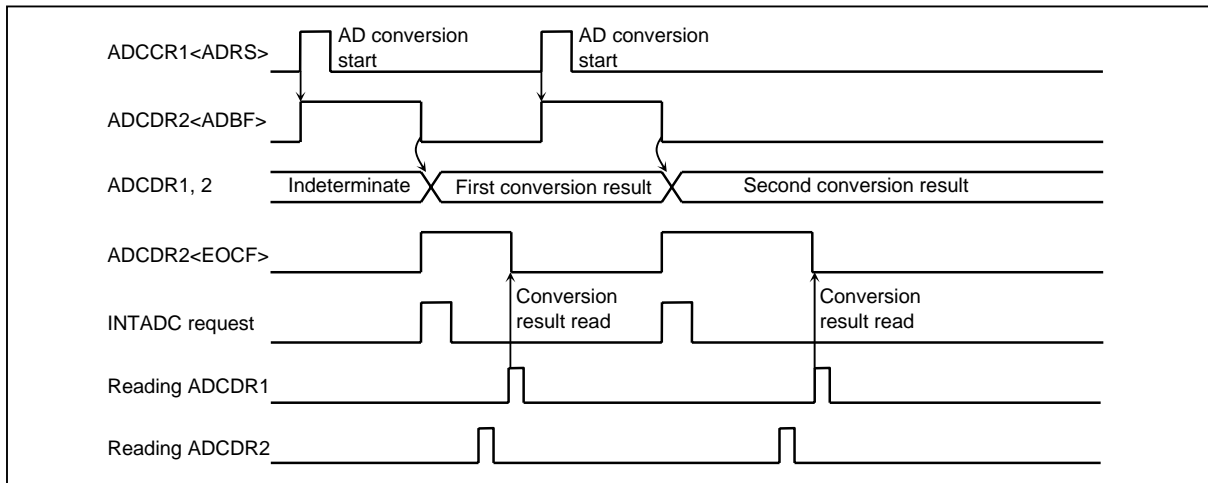 ADCCR1<ADRS>
AD conversion
start
AD conversion
start
ADCDR2<ADBF>
ADCDR1, 2
Indeterminate
First conversion result
Second conversion result
ADCDR2<EOCF>
INTADC request
Conversion
result read
Conversion
result read
Reading ADCDR1
Reading ADCDR2